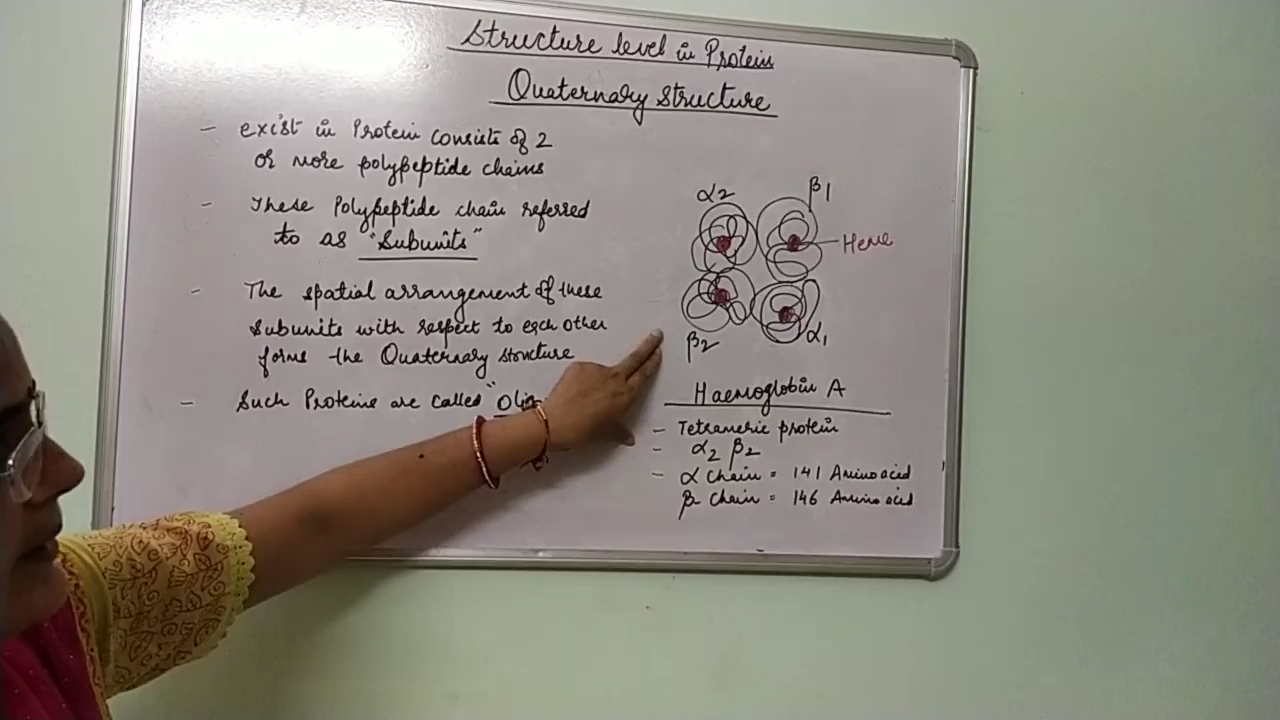 Structure level in Protein
Quaternary Structure
- exist in Protein consists of 2
or more polypeptide chains
- These Polypeptide chain referred
to as "Subunits"
- The spatial arrangement of these
subunits with respect to each other
forms the Quaternary structure
- Such Proteins are called
α2
β1
Heme
β2
α1
Haemoglobin A
- Tetrameric protein
- α2 β2
- α chain = 141 Amino acid
β chain = 146 Amino acid